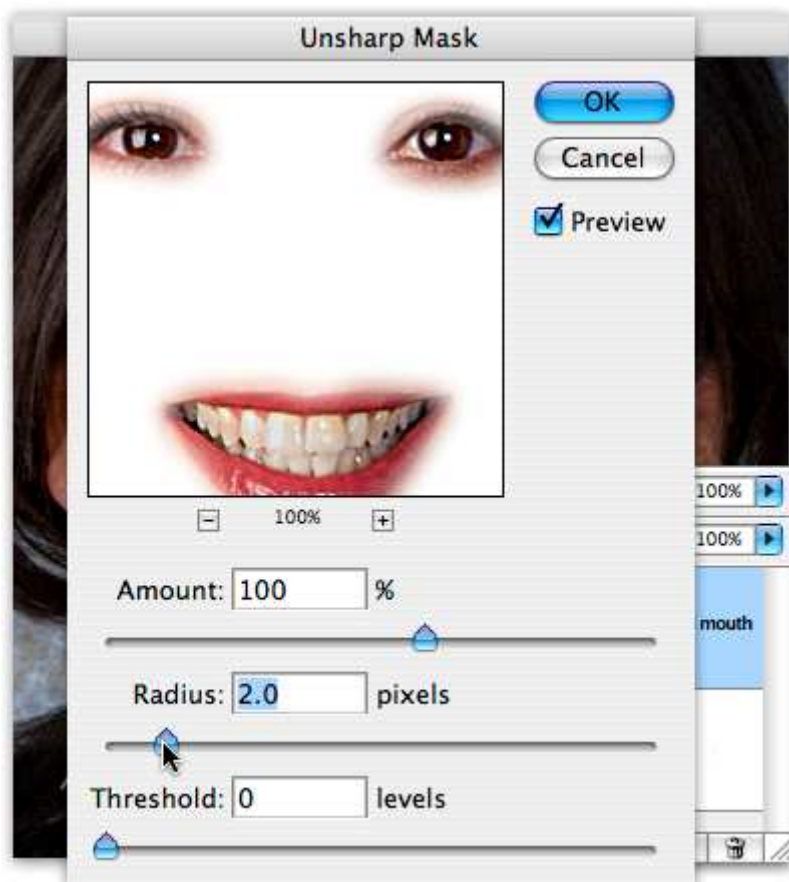 Unsharp Mask
OK
Cancel
Preview
100%
100%
100%
Amount: 100 %
mouth
Radius: 2.0 pixels
Threshold: 0 levels